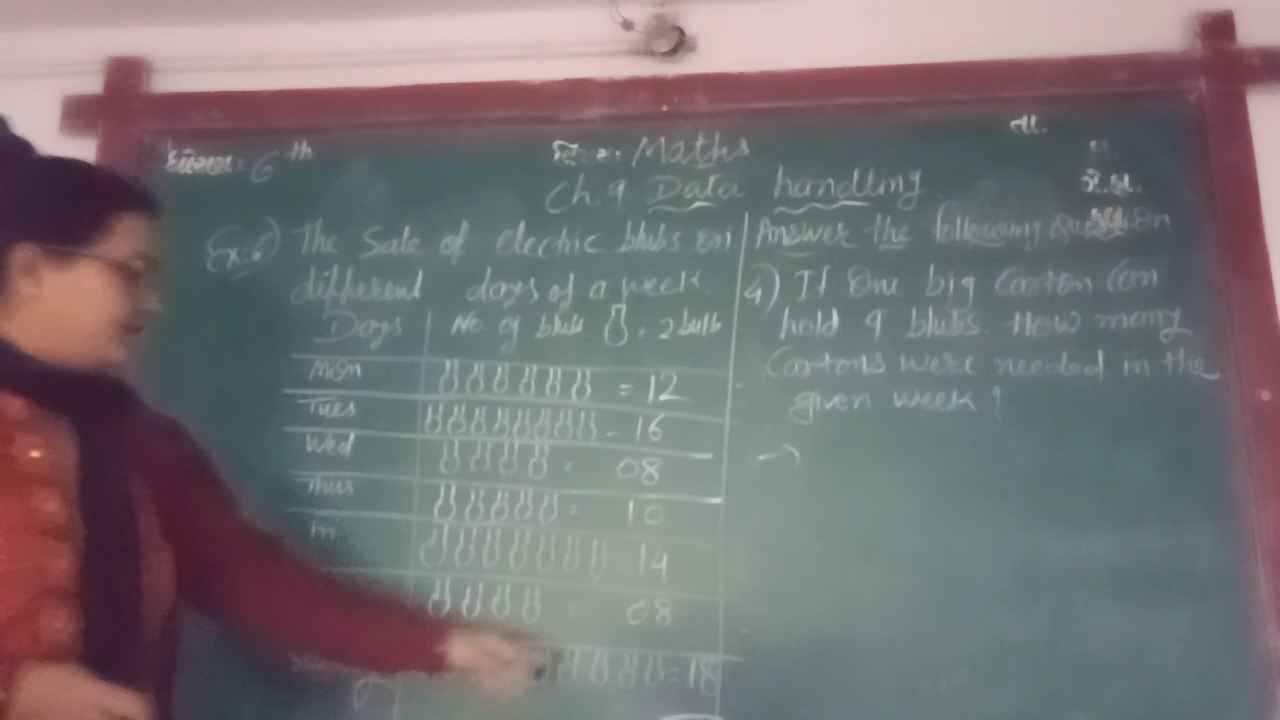 6th
Maths
Ch.9 Data handling
Ex:6) The Sale of electric blubs on
different days of a week.
Days No. of blubs 2 bulb
Mon = 12
Tues - 16
Wed = 08
Thus = 10
Fri = 14
= 08
= 18
Answer the following question
4) If One big Carton Can
hold 9 blubs. How many
Cartons were needed in the
given week ?